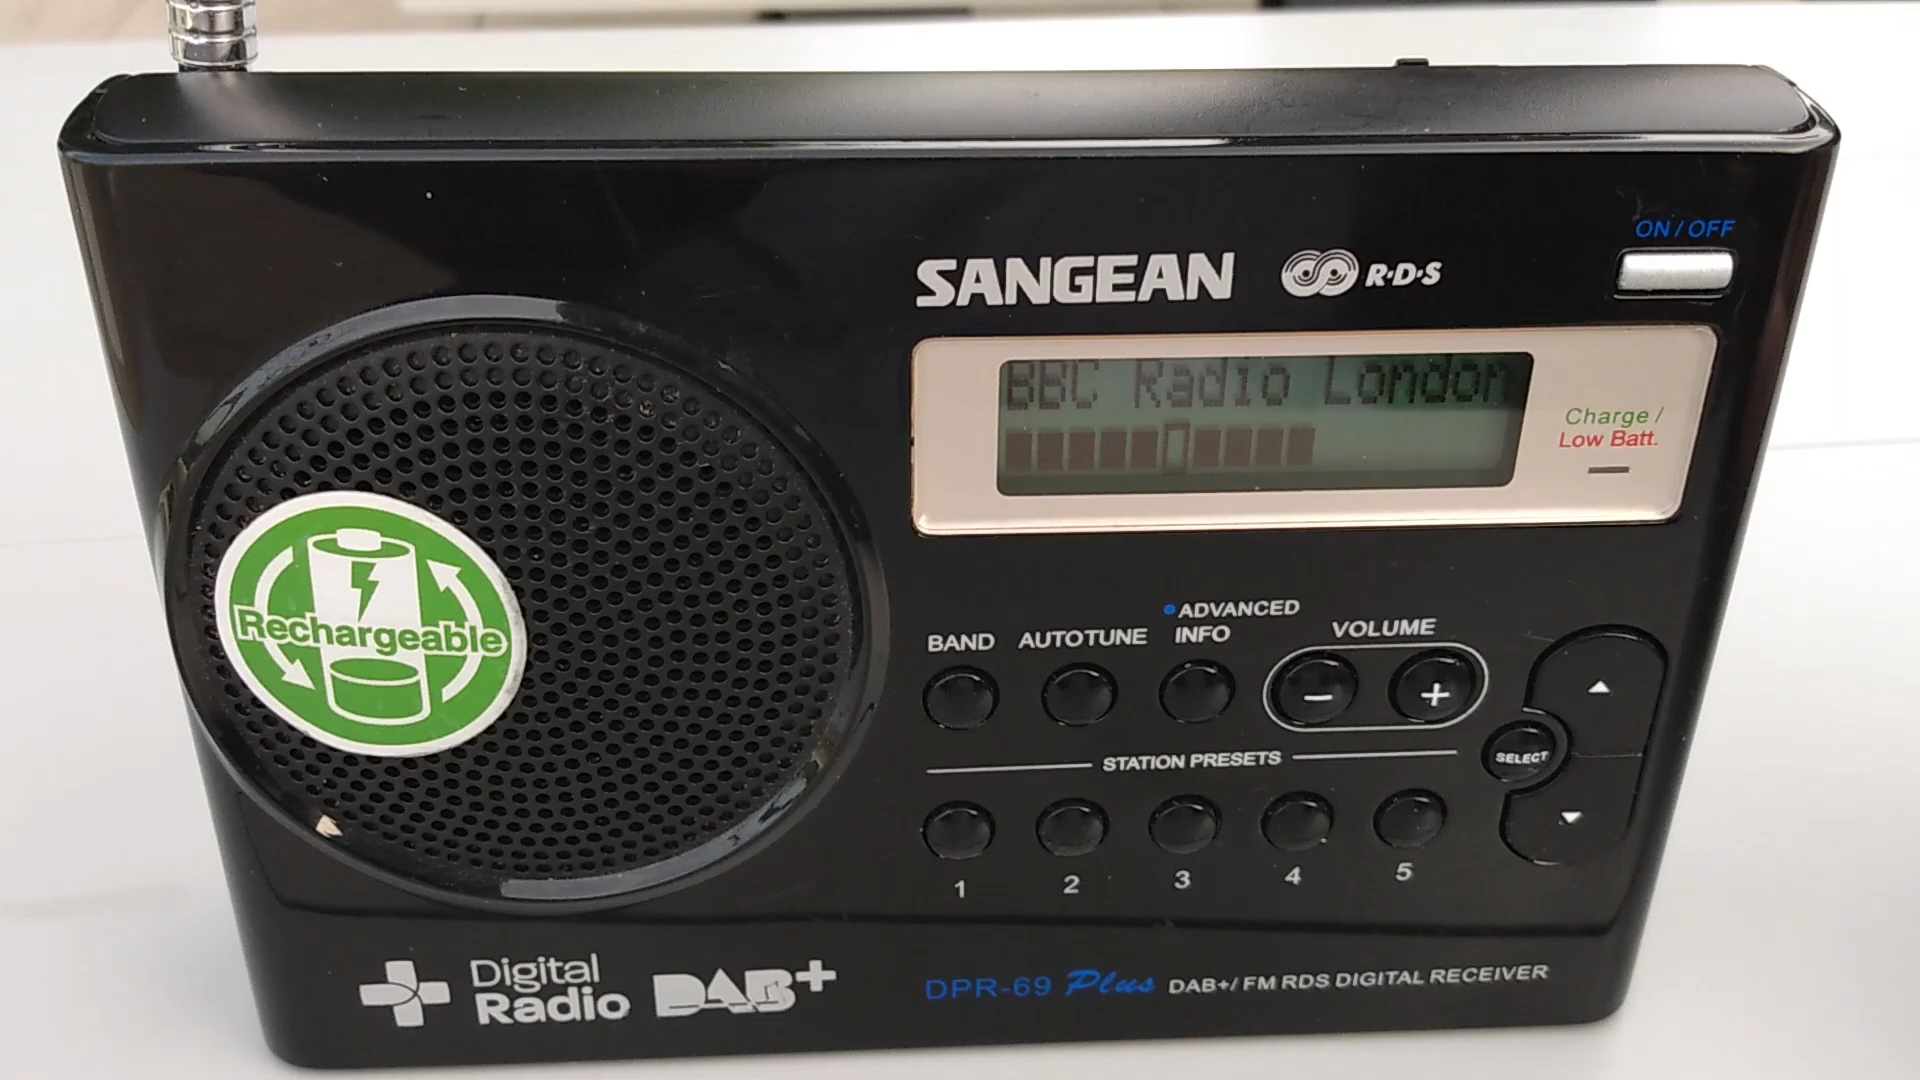 ON / OFF
SANGEAN R·D·S
BBC Radio London
Charge /
Low Batt.
Rechargeable
ADVANCED
BAND AUTOTUNE INFO VOLUME
- +
SELECT
STATION PRESETS
1 2 3 4 5
Digital
Radio
DAB+
DPR-69 Plus DAB+/ FM RDS DIGITAL RECEIVER